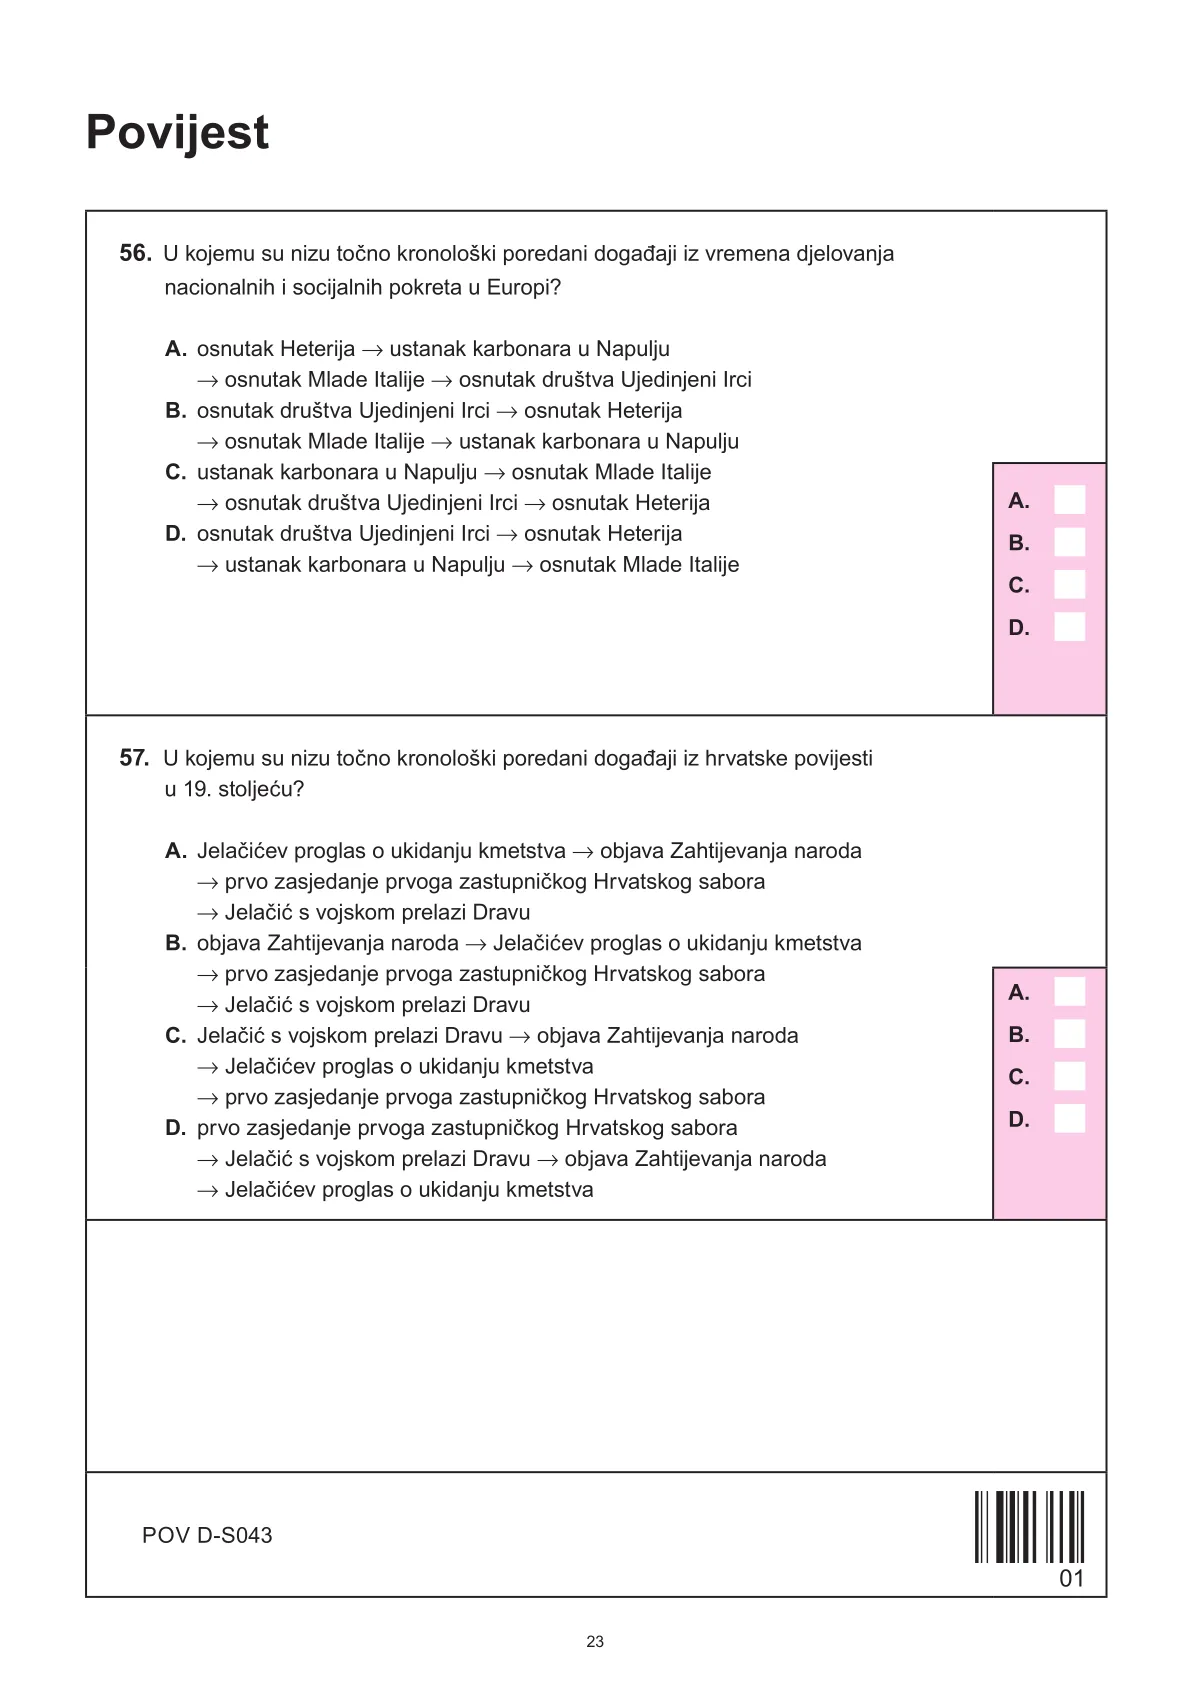 Povijest
56. U kojemu su nizu točno kronološki poredani događaji iz vremena djelovanja
nacionalnih i socijalnih pokreta u Europi?
A. osnutak Heterija → ustanak karbonara u Napulju
→ osnutak Mlade Italije → osnutak društva Ujedinjeni Irci
B. osnutak društva Ujedinjeni Irci → osnutak Heterija
→ osnutak Mlade Italije → ustanak karbonara u Napulju
C. ustanak karbonara u Napulju → osnutak Mlade Italije
→ osnutak društva Ujedinjeni Irci → osnutak Heterija
D. osnutak društva Ujedinjeni Irci → osnutak Heterija
→ ustanak karbonara u Napulju → osnutak Mlade Italije
A.
B.
C.
D.
57. U kojemu su nizu točno kronološki poredani događaji iz hrvatske povijesti
u 19. stoljeću?
A. Jelačićev proglas o ukidanju kmetstva → objava Zahtijevanja naroda
→ prvo zasjedanje prvoga zastupničkog Hrvatskog sabora
→ Jelačić s vojskom prelazi Dravu
B. objava Zahtijevanja naroda → Jelačićev proglas o ukidanju kmetstva
→ prvo zasjedanje prvoga zastupničkog Hrvatskog sabora
→ Jelačić s vojskom prelazi Dravu
C. Jelačić s vojskom prelazi Dravu → objava Zahtijevanja naroda
→ Jelačićev proglas o ukidanju kmetstva
→ prvo zasjedanje prvoga zastupničkog Hrvatskog sabora
D. prvo zasjedanje prvoga zastupničkog Hrvatskog sabora
→ Jelačić s vojskom prelazi Dravu → objava Zahtijevanja naroda
→ Jelačićev proglas o ukidanju kmetstva
A.
B.
C.
D.
POV D-S043
01
23